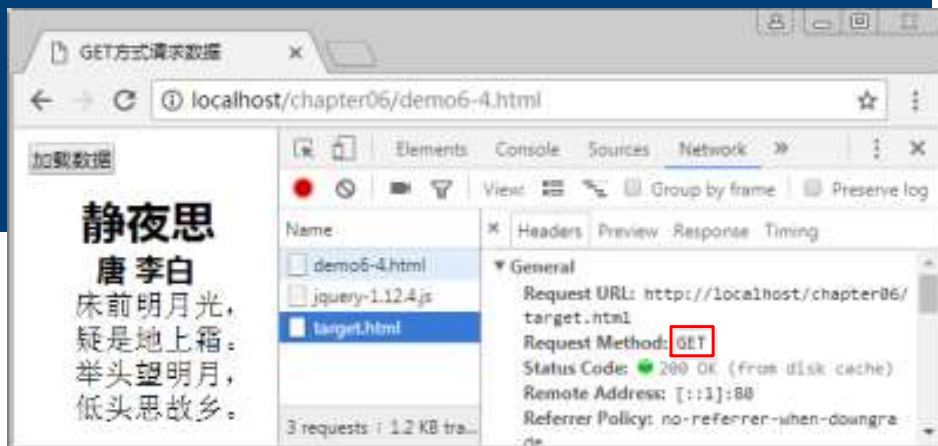 GET方式请求数据
localhost/chapter06/demo6-4.html
加载数据
静夜思
唐 李白
床前明月光，
疑是地上霜。
举头望明月，
低头思故乡。
Elements Console Sources Network »
View: Group by frame Preserve log
Name
demo6-4.html
jquery-1.12.4.js
target.html
3 requests | 1.2 KB tra...
× Headers Preview Response Timing
▼ General
Request URL: http://localhost/chapter06/
target.html
Request Method: GET
Status Code: 200 OK (from disk cache)
Remote Address: [::1]:80
Referrer Policy: no-referrer-when-downgra
de